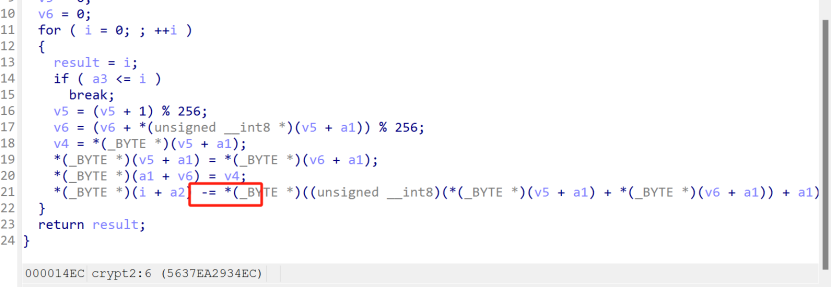 10 v6 = 0;
11 for ( i = 0; ; ++i )
12 {
13 result = i;
14 if ( a3 <= i )
15 break;
16 v5 = (v5 + 1) % 256;
17 v6 = (v6 + *(unsigned __int8 *)(v5 + a1)) % 256;
18 v4 = *(_BYTE *)(v5 + a1);
19 *(_BYTE *)(v5 + a1) = *(_BYTE *)(v6 + a1);
20 *(_BYTE *)(a1 + v6) = v4;
21 *(_BYTE *)(i + a2) -= *(_BYTE *)((unsigned __int8)(*(_BYTE *)(v5 + a1) + *(_BYTE *)(v6 + a1)) + a1)
22 }
23 return result;
24 }
000014EC crypt2:6 (5637EA2934EC)